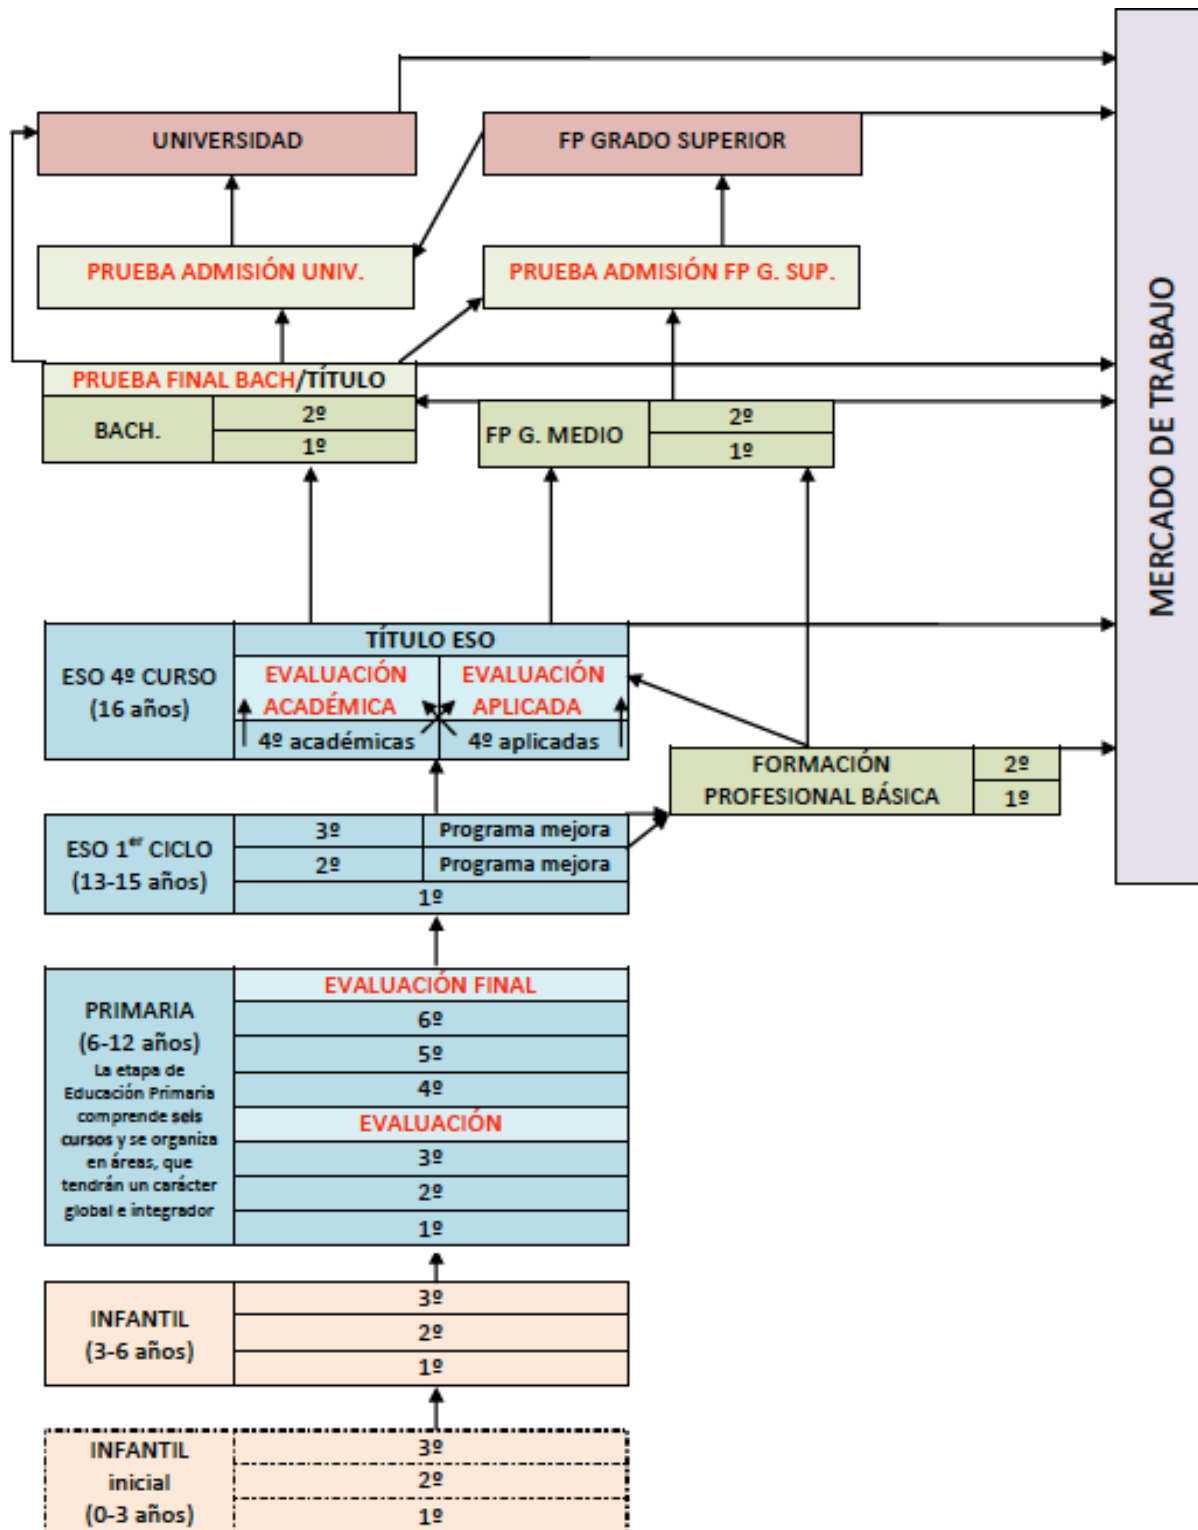 UNIVERSIDAD
FP GRADO SUPERIOR
PRUEBA ADMISIÓN UNIV.
PRUEBA ADMISIÓN FP G. SUP.
PRUEBA FINAL BACH/TÍTULO
BACH.
2º
1º
FP G. MEDIO
2º
1º
MERCADO DE TRABAJO
ESO 4º CURSO
(16 años)
TÍTULO ESO
EVALUACIÓN
ACADÉMICA
EVALUACIÓN
APLICADA
4º académicas
4º aplicadas
FORMACIÓN
PROFESIONAL BÁSICA
2º
1º
ESO 1er CICLO
(13-15 años)
3º
Programa mejora
2º
Programa mejora
1º
PRIMARIA
(6-12 años)
La etapa de
Educación Primaria
comprende seis
cursos y se organiza
en áreas, que
tendrán un carácter
global e integrador
EVALUACIÓN FINAL
6º
5º
4º
EVALUACIÓN
3º
2º
1º
INFANTIL
(3-6 años)
3º
2º
1º
INFANTIL
inicial
(0-3 años)
3º
2º
1º